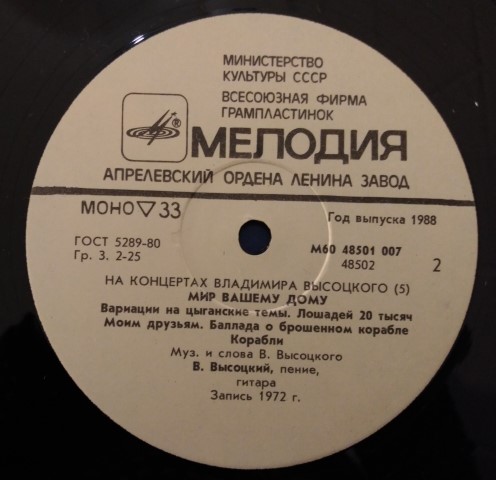 МИНИСТЕРСТВО
КУЛЬТУРЫ СССР
ВСЕСОЮЗНАЯ ФИРМА
ГРАМПЛАСТИНОК
® МЕЛОДИЯ
АПРЕЛЕВСКИЙ ОРДЕНА ЛЕНИНА ЗАВОД
МОНО ▽ 33
Год выпуска 1988
ГОСТ 5289-80
Гр. 3. 2-25
М60 48501 007
48502
2
НА КОНЦЕРТАХ ВЛАДИМИРА ВЫСОЦКОГО (5)
МИР ВАШЕМУ ДОМУ
Вариации на цыганские темы. Лошадей 20 тысяч
Моим друзьям. Баллада о брошенном корабле
Корабли
Муз. и слова В. Высоцкого
В. Высоцкий, пение,
гитара
Запись 1972 г.